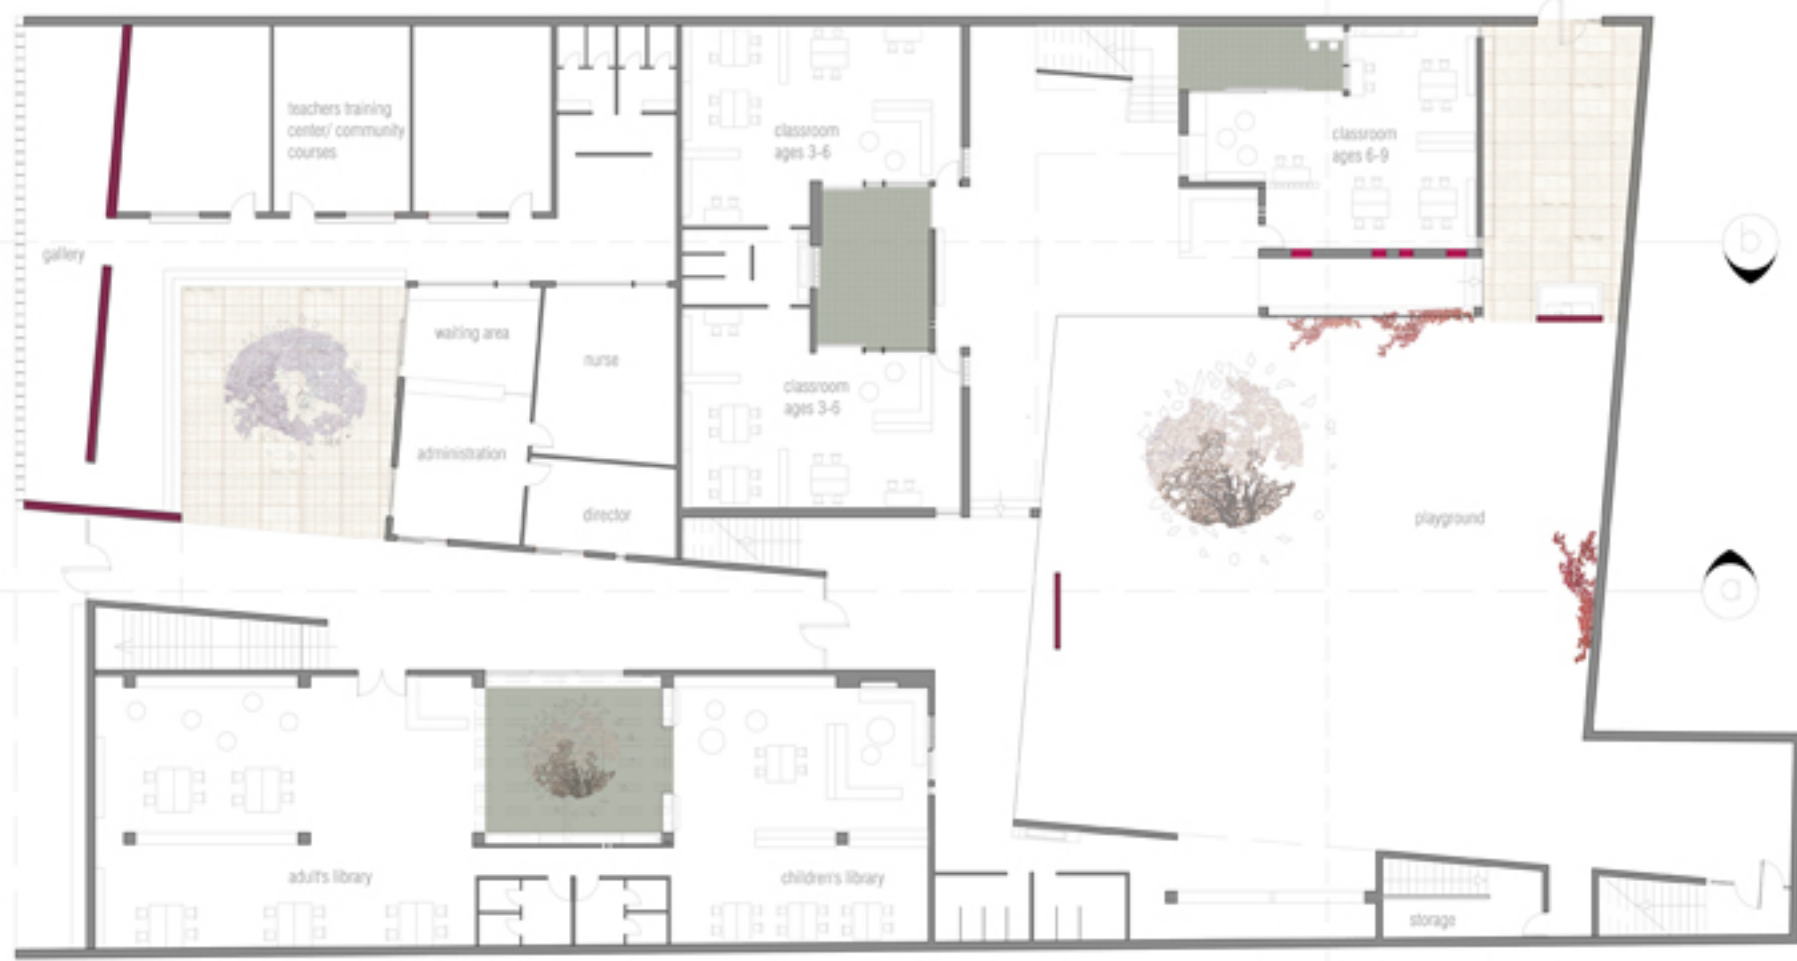 teachers training
center/ community
courses
classroom
ages 3-6
classroom
ages 6-9
gallery
b
waiting area
nurse
classroom
ages 3-6
administration
director
playground
a
adult's library
children's library
storage